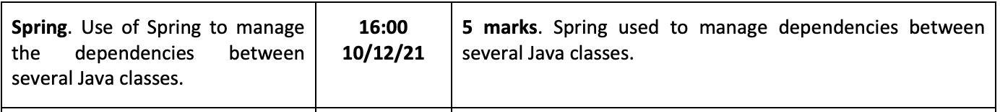 Spring. Use of Spring to manage
the dependencies between
several Java classes.
16:00
10/12/21
5 marks. Spring used to manage dependencies between
several Java classes.